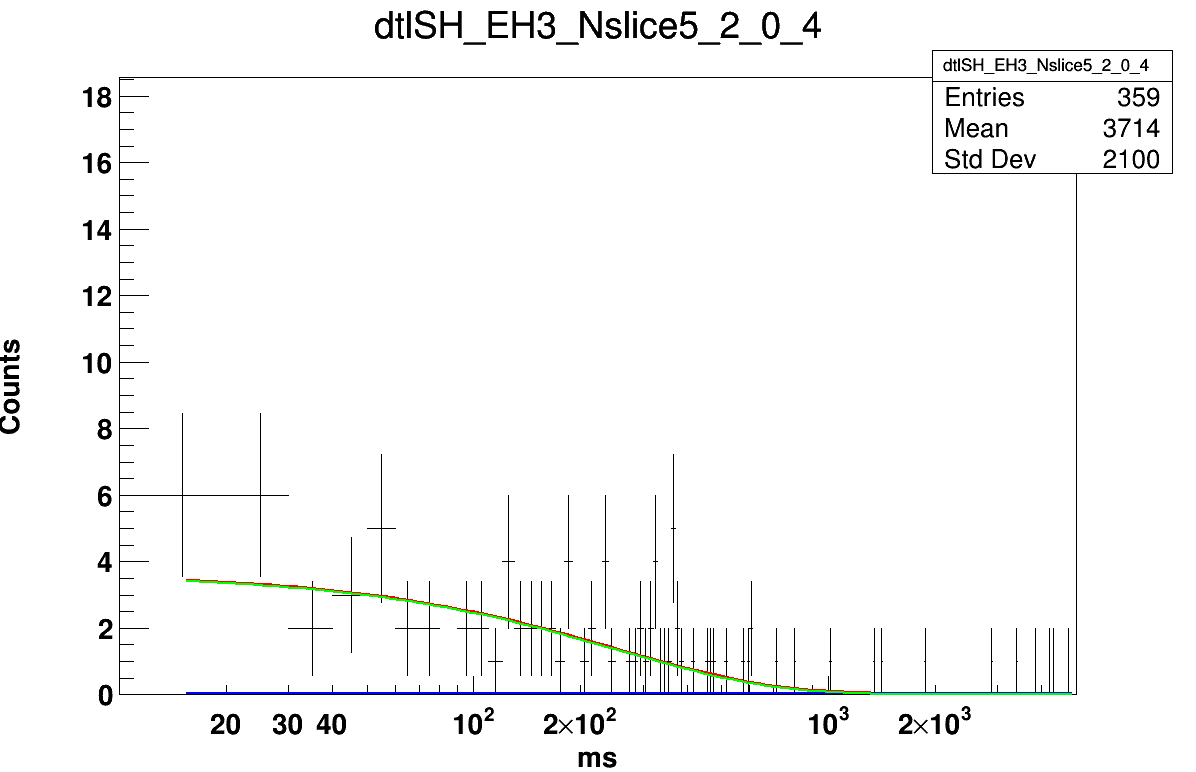 dtlSH_EH3_Nslice5_2_0_4
dtlSH_EH3_Nslice5_2_0_4
Entries 359
Mean 3714
Std Dev 2100
18
16
14
12
10
8
6
4
2
0
Counts
20 30 40 10² 2×10² 10³ 2×10³
ms